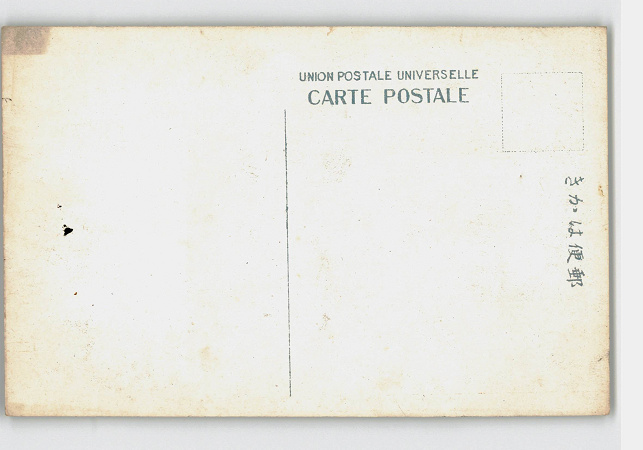 UNION POSTALE UNIVERSELLE
CARTE POSTALE
郵便はがき